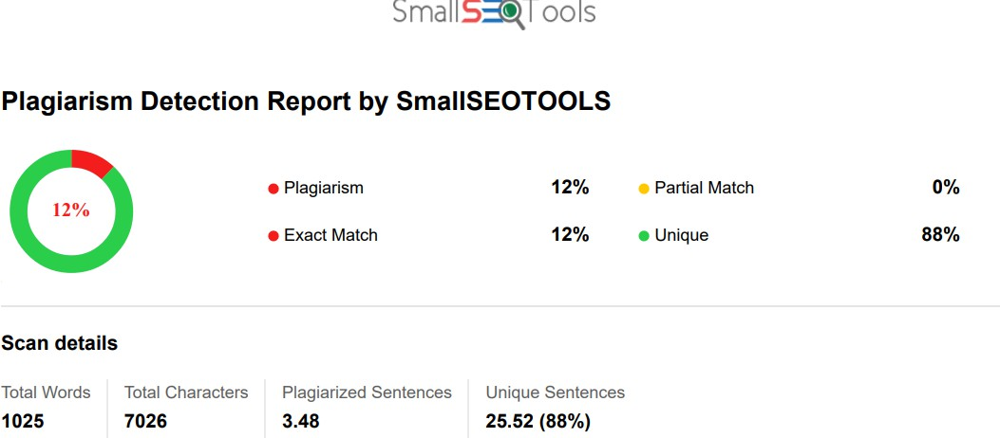 SmallSEOTools
Plagiarism Detection Report by SmallSEOTOOLS
12%
Plagiarism 12% Partial Match 0%
Exact Match 12% Unique 88%
Scan details
Total Words Total Characters Plagiarized Sentences Unique Sentences
1025 7026 3.48 25.52 (88%)